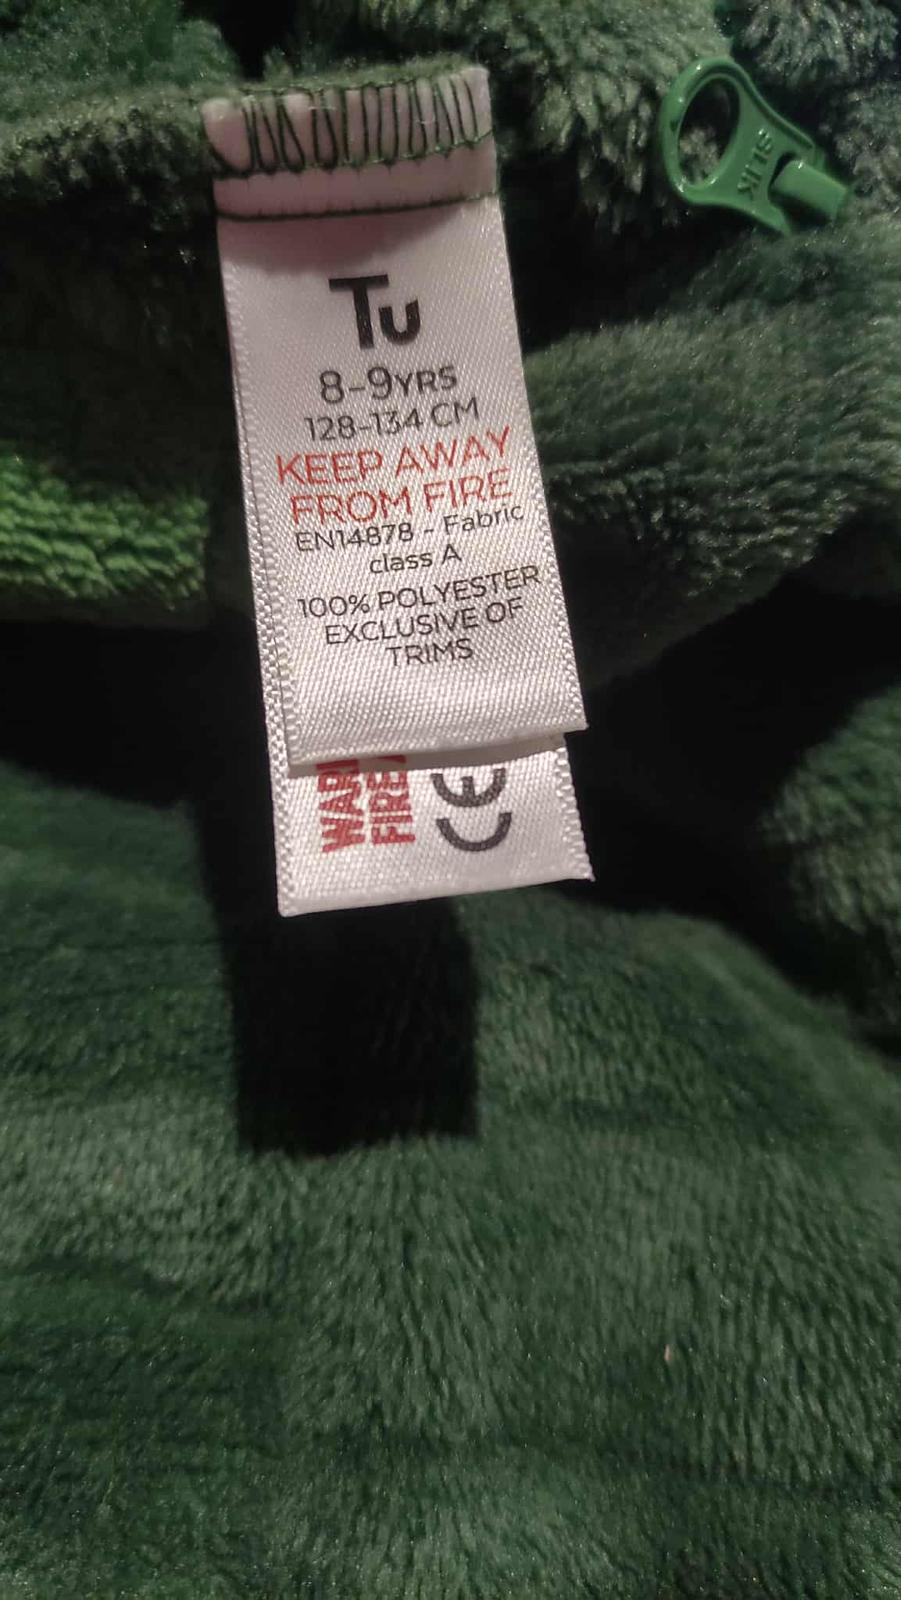 Tu
8-9YRS
128-134 CM
KEEP AWAY
FROM FIRE
EN14878 - Fabric
class A
100% POLYESTER
EXCLUSIVE OF
TRIMS
CE
SLIK